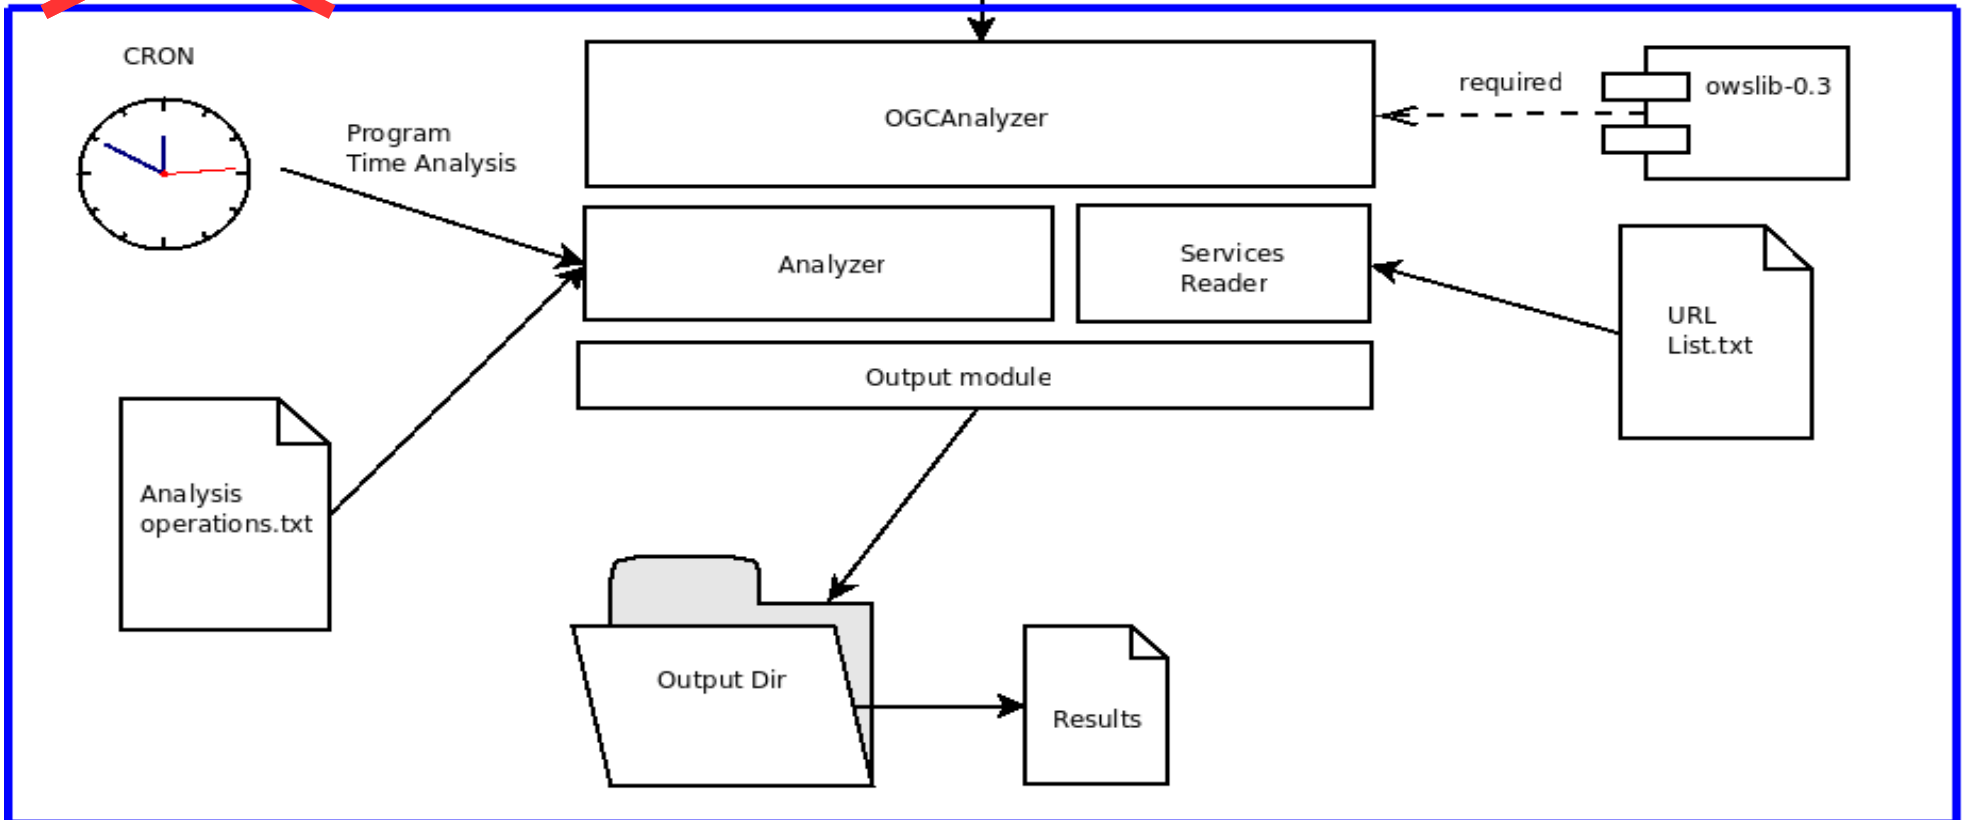 CRON
required
owslib-0.3
OGCAnalyzer
Program
Time Analysis
Analyzer
Services
Reader
URL
List.txt
Output module
Analysis
operations.txt
Output Dir
Results